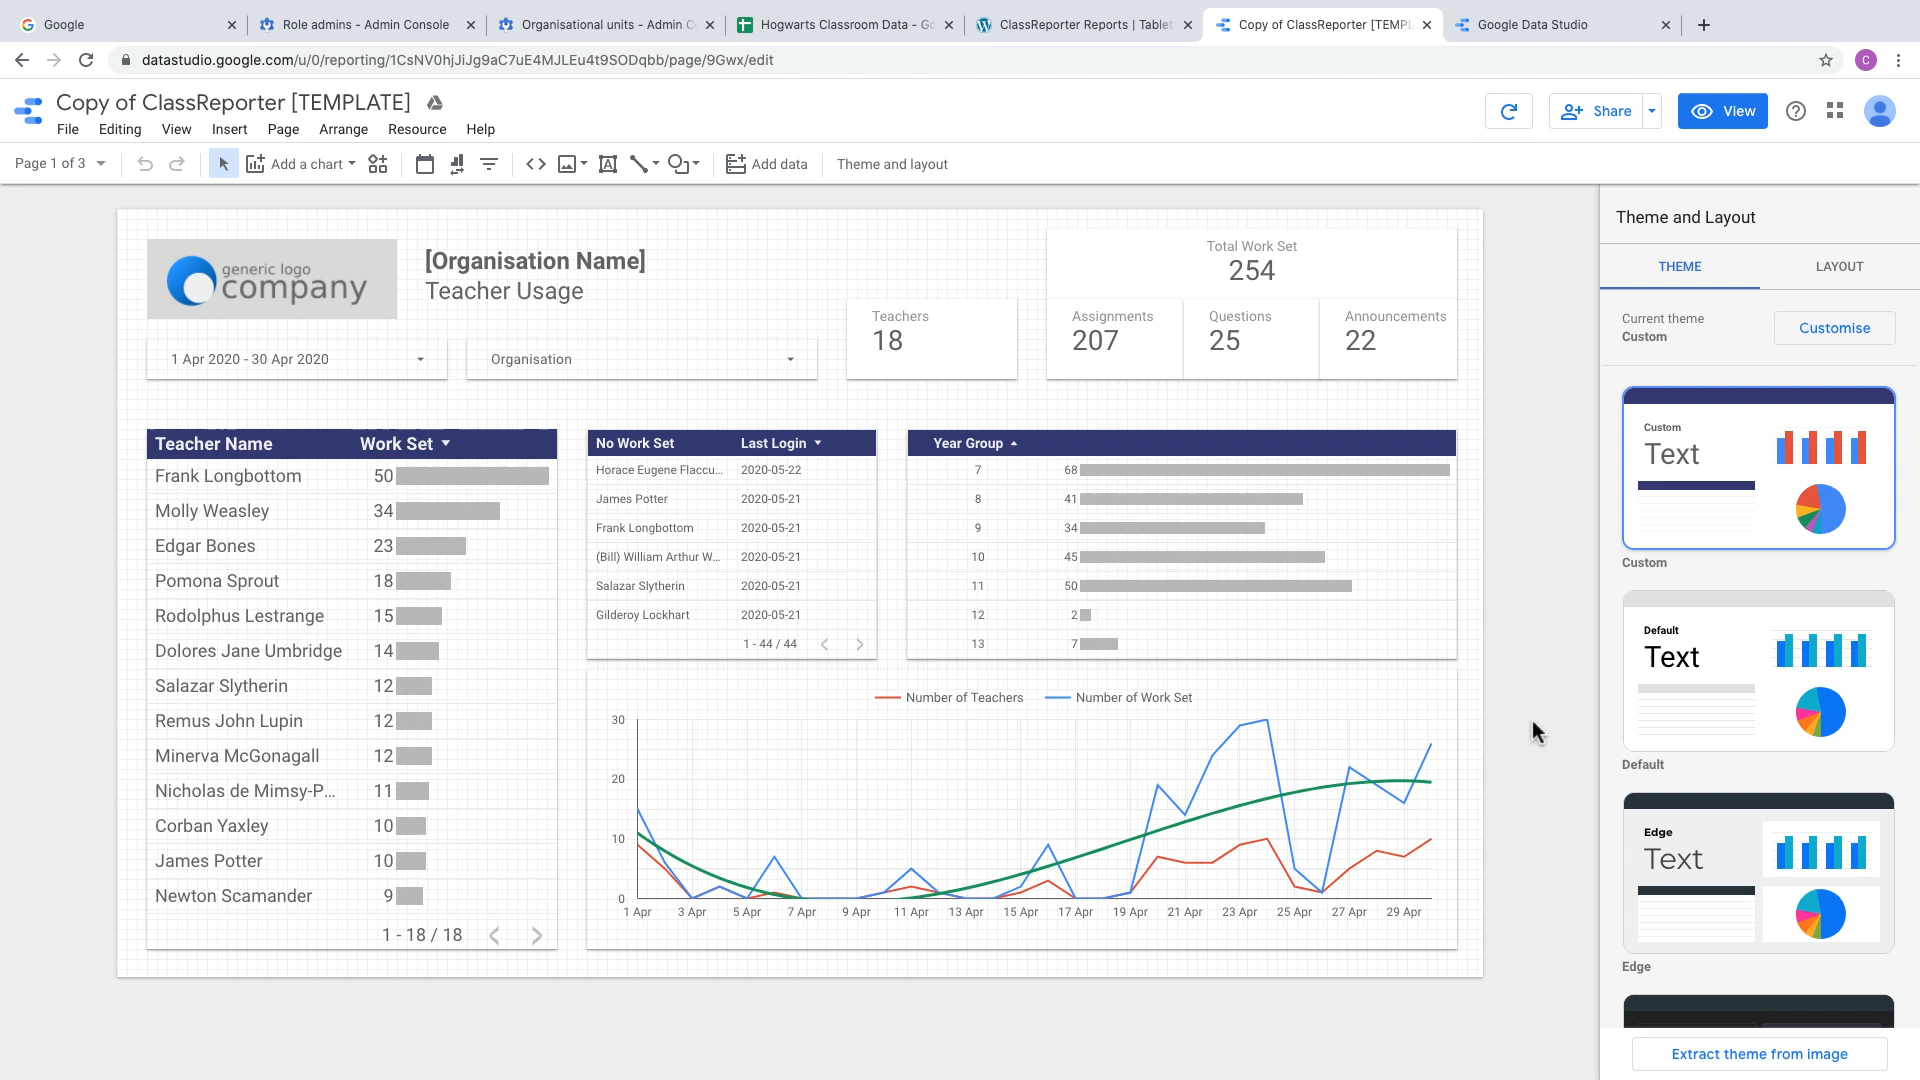 Google
Role admins - Admin Console
Organisational units - Admin C
Hogwarts Classroom Data - Go
ClassReporter Reports | Tablet
Copy of ClassReporter [TEMPL
Google Data Studio
datastudio.google.com/u/0/reporting/1CsNV0hjJiJg9aC7uE4MJLEu4t9SODqbb/page/9Gwx/edit
C
Copy of ClassReporter [TEMPLATE]
File Editing View Insert Page Arrange Resource Help
Share
View
Page 1 of 3
Add a chart
Add data
Theme and layout
generic logo
company
[Organisation Name]
Teacher Usage
1 Apr 2020 - 30 Apr 2020
Organisation
Teachers
18
Total Work Set
254
Assignments
207
Questions
25
Announcements
22
Teacher Name Work Set
Frank Longbottom 50
Molly Weasley 34
Edgar Bones 23
Pomona Sprout 18
Rodolphus Lestrange 15
Dolores Jane Umbridge 14
Salazar Slytherin 12
Remus John Lupin 12
Minerva McGonagall 12
Nicholas de Mimsy-P... 11
Corban Yaxley 10
James Potter 10
Newton Scamander 9
1 - 18 / 18
No Work Set Last Login
Horace Eugene Flaccu... 2020-05-22
James Potter 2020-05-21
Frank Longbottom 2020-05-21
(Bill) William Arthur W... 2020-05-21
Salazar Slytherin 2020-05-21
Gilderoy Lockhart 2020-05-21
1 - 44 / 44
Year Group
7 68
8 41
9 34
10 45
11 50
12 2
13 7
Number of Teachers Number of Work Set
30
20
10
0
1 Apr 3 Apr 5 Apr 7 Apr 9 Apr 11 Apr 13 Apr 15 Apr 17 Apr 19 Apr 21 Apr 23 Apr 25 Apr 27 Apr 29 Apr
Theme and Layout
THEME LAYOUT
Current theme
Custom
Customise
Custom
Text
Custom
Default
Text
Default
Edge
Text
Edge
Extract theme from image